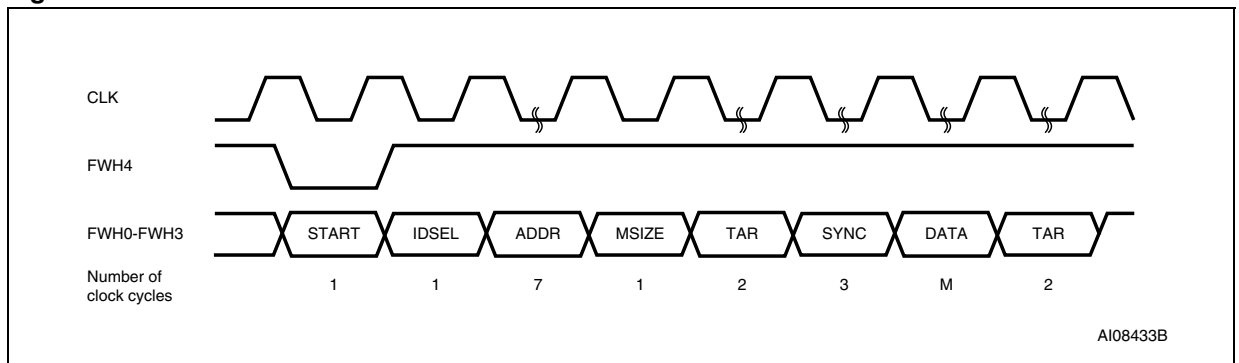 CLK
FWH4
FWH0-FWH3 START IDSEL ADDR MSIZE TAR SYNC DATA TAR
Number of
clock cycles 1 1 7 1 2 3 M 2
AI08433B